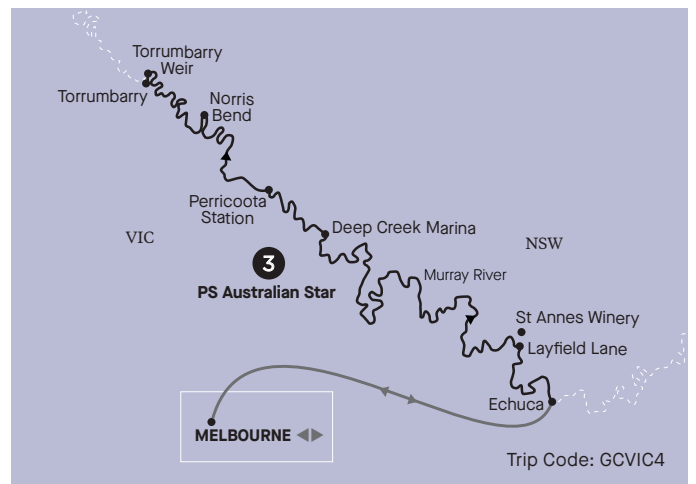 Torrumbarry
Weir
Torrumbarry
Norris
Bend
Perricoota
Station
Deep Creek Marina
VIC
NSW
3
PS Australian Star
Murray River
St Annes Winery
Layfield Lane
Echuca
MELBOURNE
Trip Code: GCVIC4